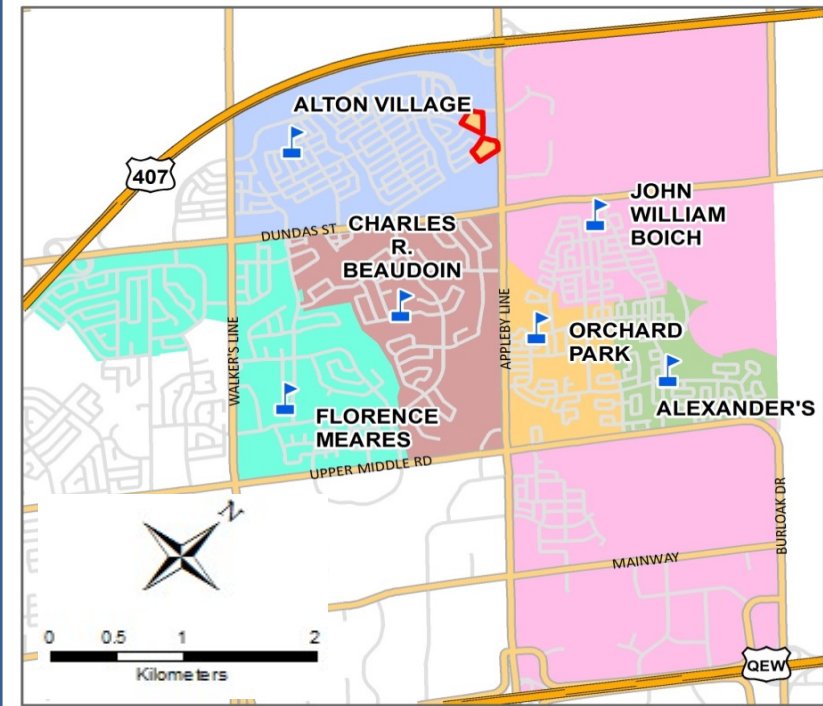 ALTON VILLAGE
407
JOHN
WILLIAM
BOICH
DUNDAS ST
CHARLES
R.
BEAUDOIN
WALKER'S LINE
APPLEBY LINE
ORCHARD
PARK
ALEXANDER'S
FLORENCE
MEARES
UPPER MIDDLE RD
BURLOAK DR
N
MAINWAY
0 0.5 1 2
Kilometers
QEW